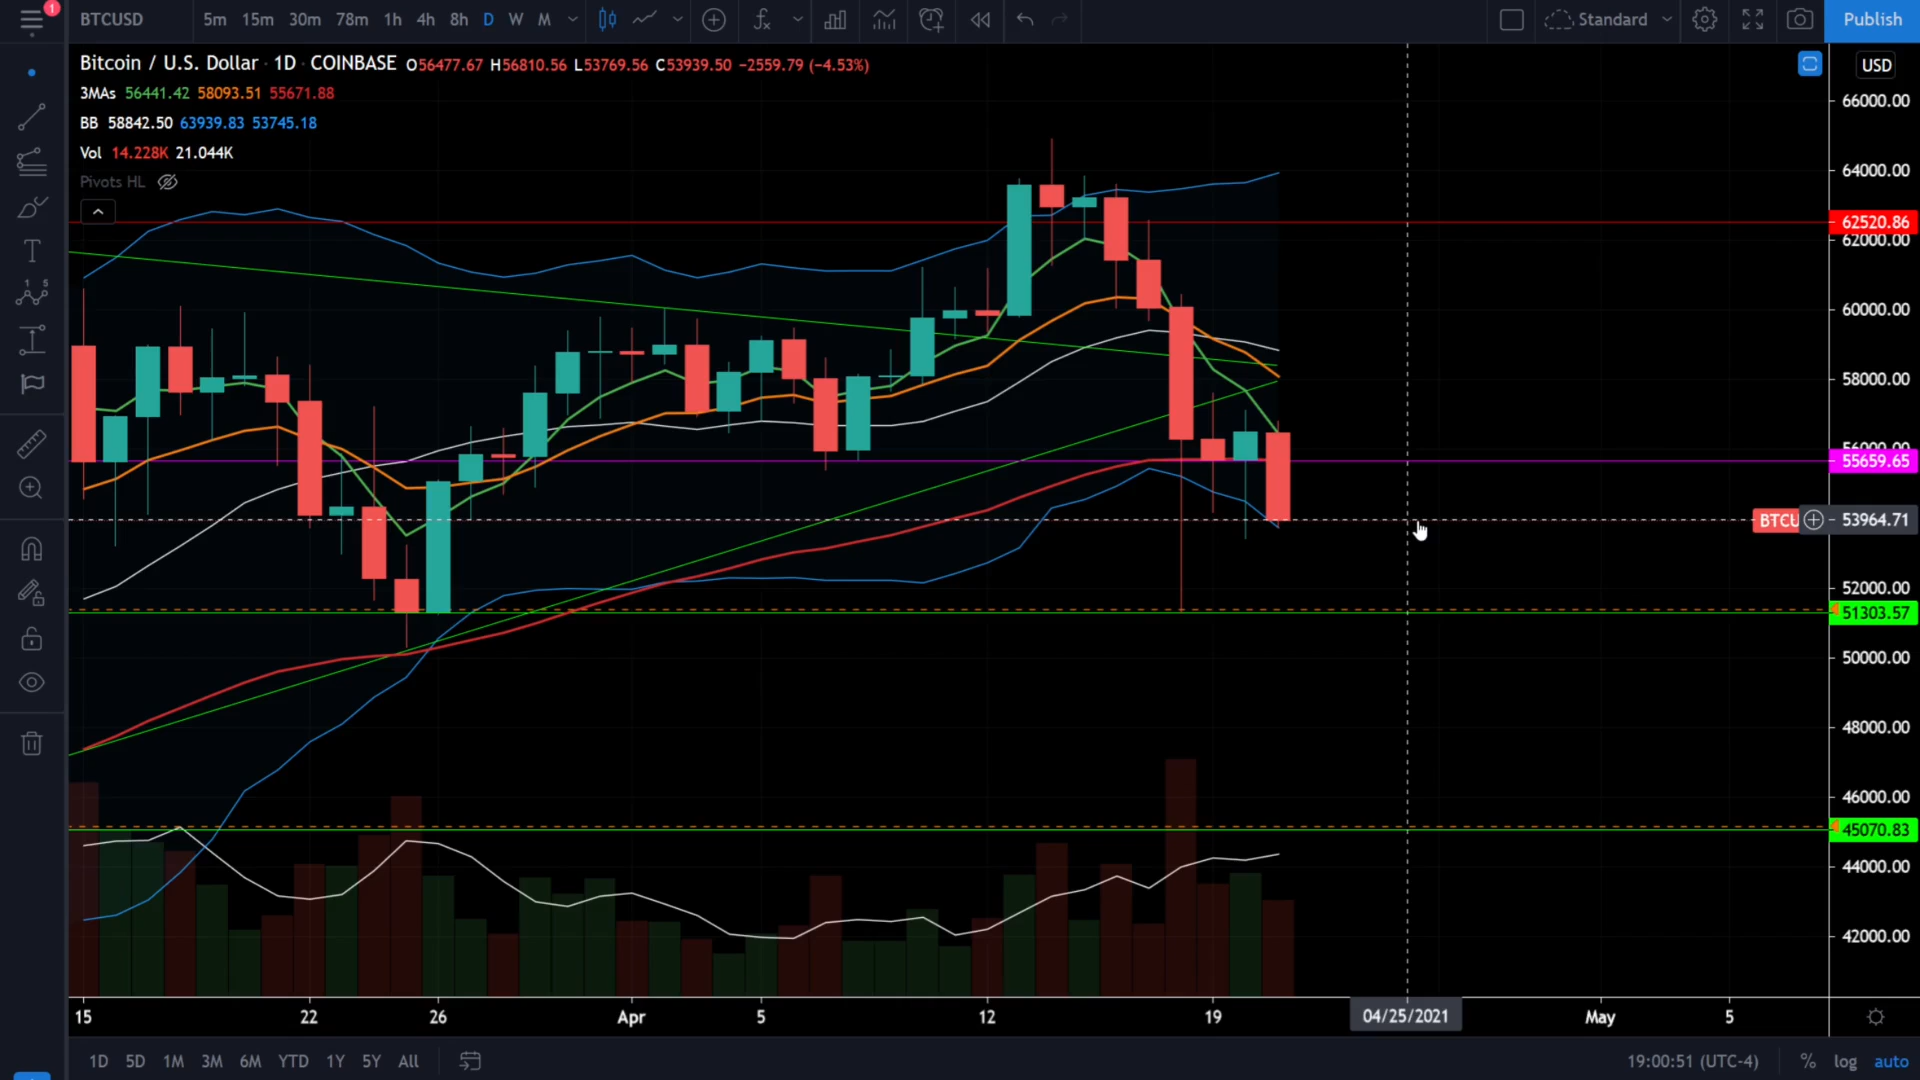 1
BTCUSD 5m 15m 30m 78m 1h 4h 8h D W M Standard Publish
Bitcoin / U.S. Dollar · 1D · COINBASE O56477.67 H56810.56 L53769.56 C53939.50 −2559.79 (−4.53%)
USD
3MAs 56441.42 58093.51 55671.88
BB 58842.50 63939.83 53745.18
Vol 14.228K 21.044K
Pivots HL
66000.00
64000.00
62520.86
62000.00
60000.00
58000.00
56000.00
55659.65
BTCU 53964.71
52000.00
51303.57
50000.00
48000.00
46000.00
45070.83
44000.00
42000.00
15 22 26 Apr 5 12 19 04/25/2021 May 5
1D 5D 1M 3M 6M YTD 1Y 5Y All 19:00:51 (UTC-4) % log auto